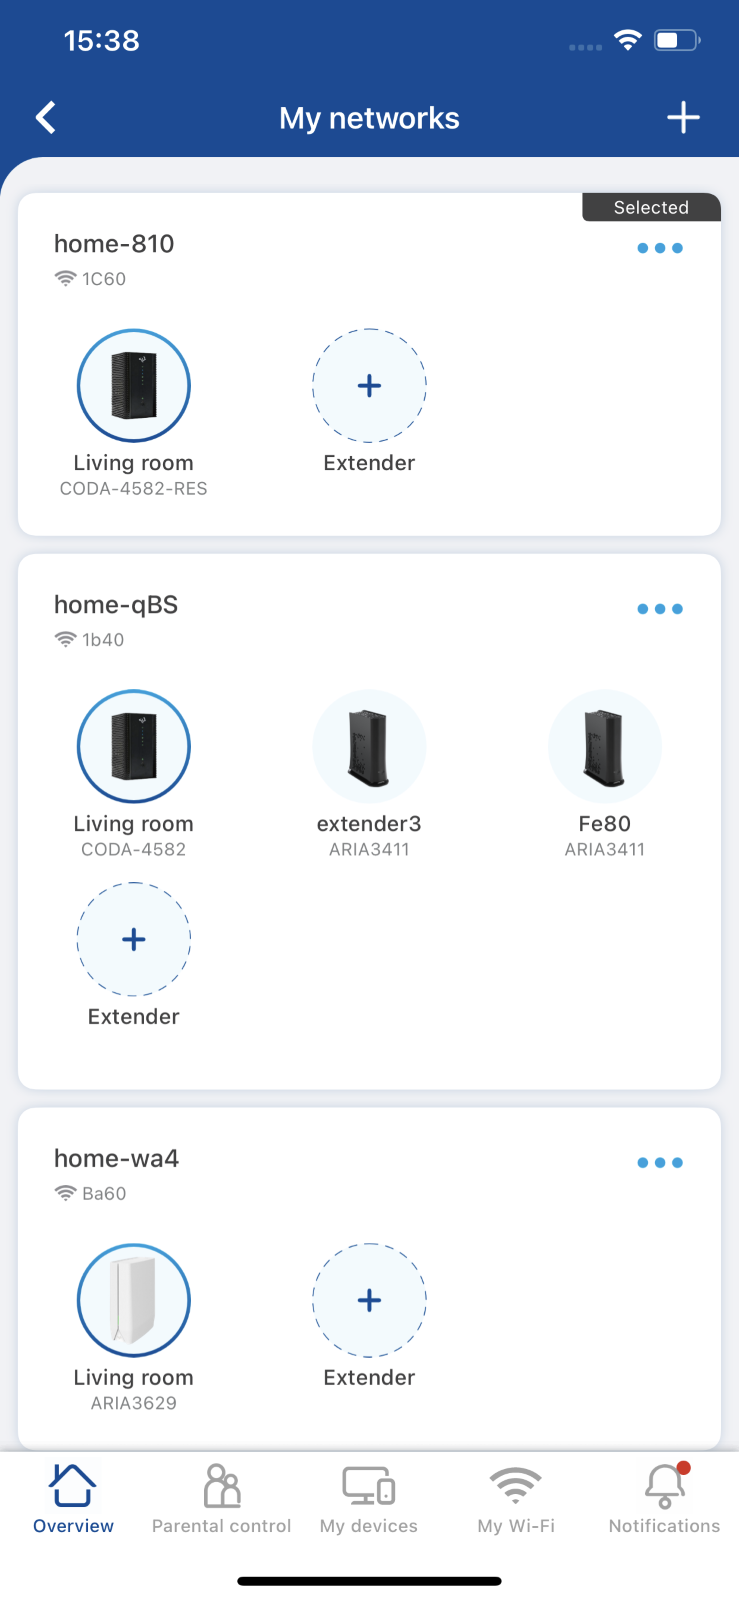 15:38
My networks
Selected
home-810
1C60
Living room
CODA-4582-RES
Extender
home-qBS
1b40
Living room
CODA-4582
extender3
ARIA3411
Fe80
ARIA3411
Extender
home-wa4
Ba60
Living room
ARIA3629
Extender
Overview
Parental control
My devices
My Wi-Fi
Notifications